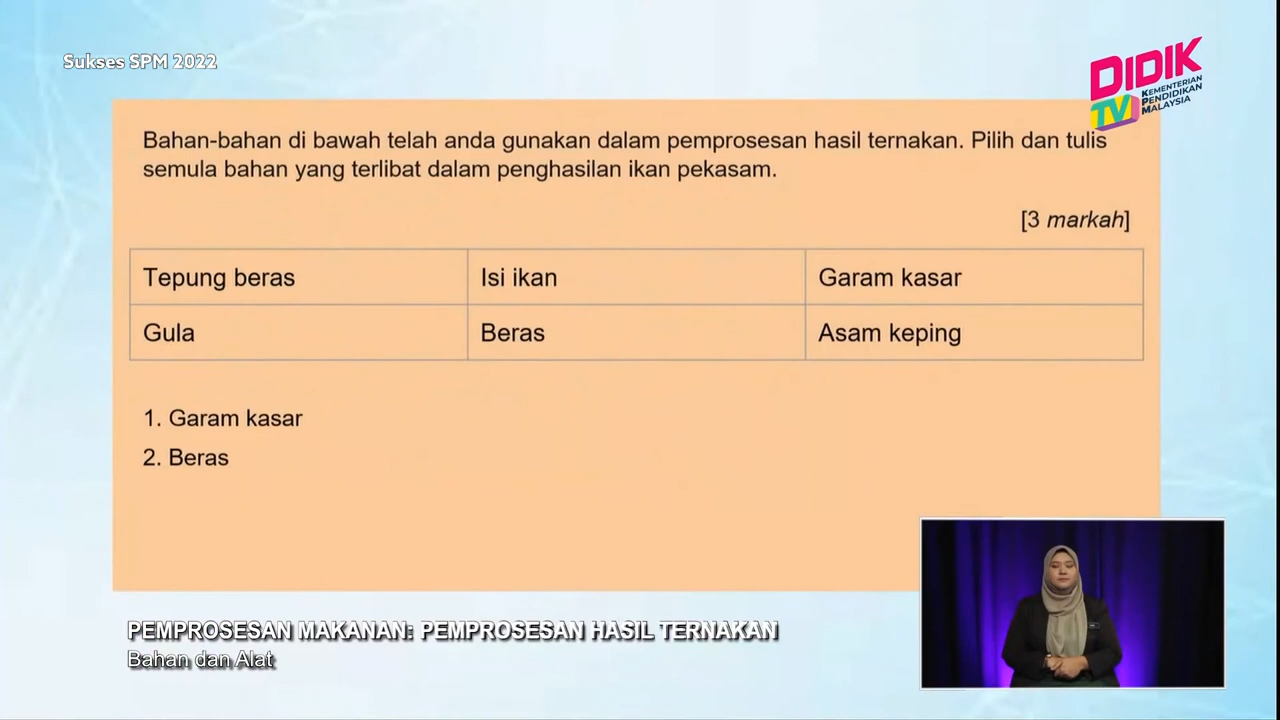 Sukses SPM 2022
DIDIK
TV
KEMENTERIAN
PENDIDIKAN
MALAYSIA
Bahan-bahan di bawah telah anda gunakan dalam pemprosesan hasil ternakan. Pilih dan tulis
semula bahan yang terlibat dalam penghasilan ikan pekasam.
[3 markah]
Tepung beras Isi ikan Garam kasar
Gula Beras Asam keping
1. Garam kasar
2. Beras
PEMPROSESAN MAKANAN: PEMPROSESAN HASIL TERNAKAN
Bahan dan Alat